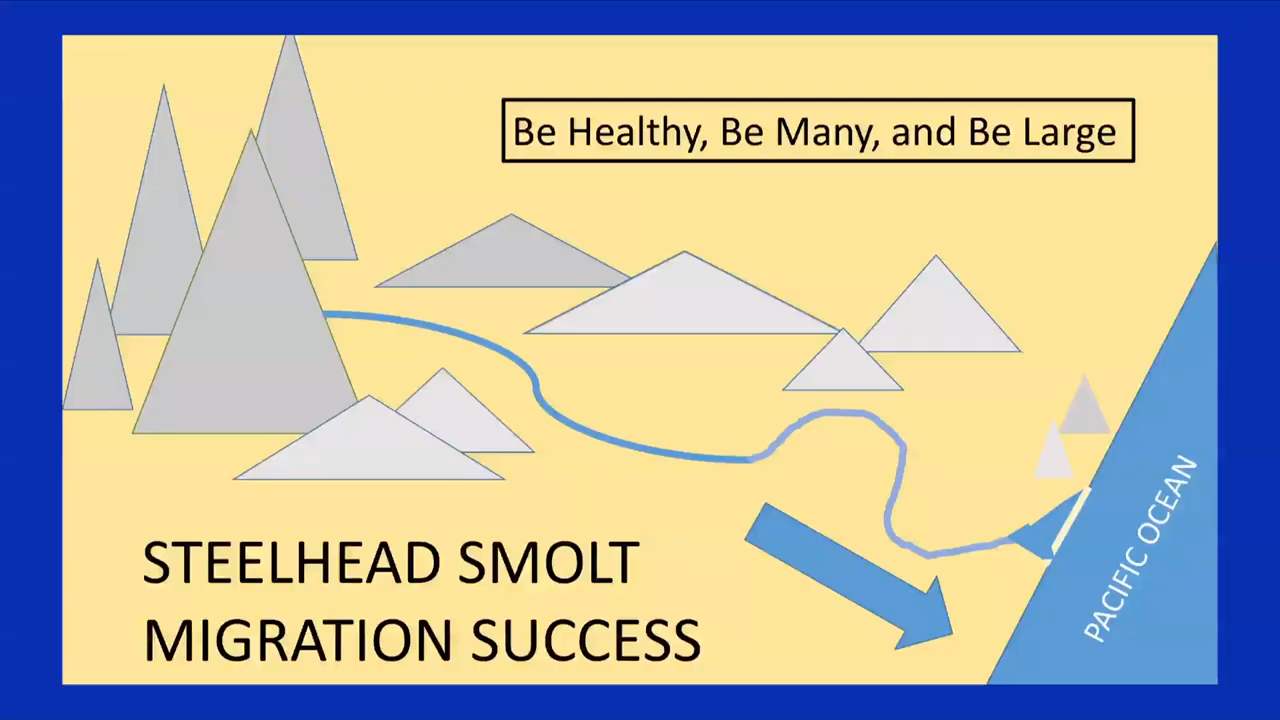 Be Healthy, Be Many, and Be Large
PACIFIC OCEAN
STEELHEAD SMOLT
MIGRATION SUCCESS